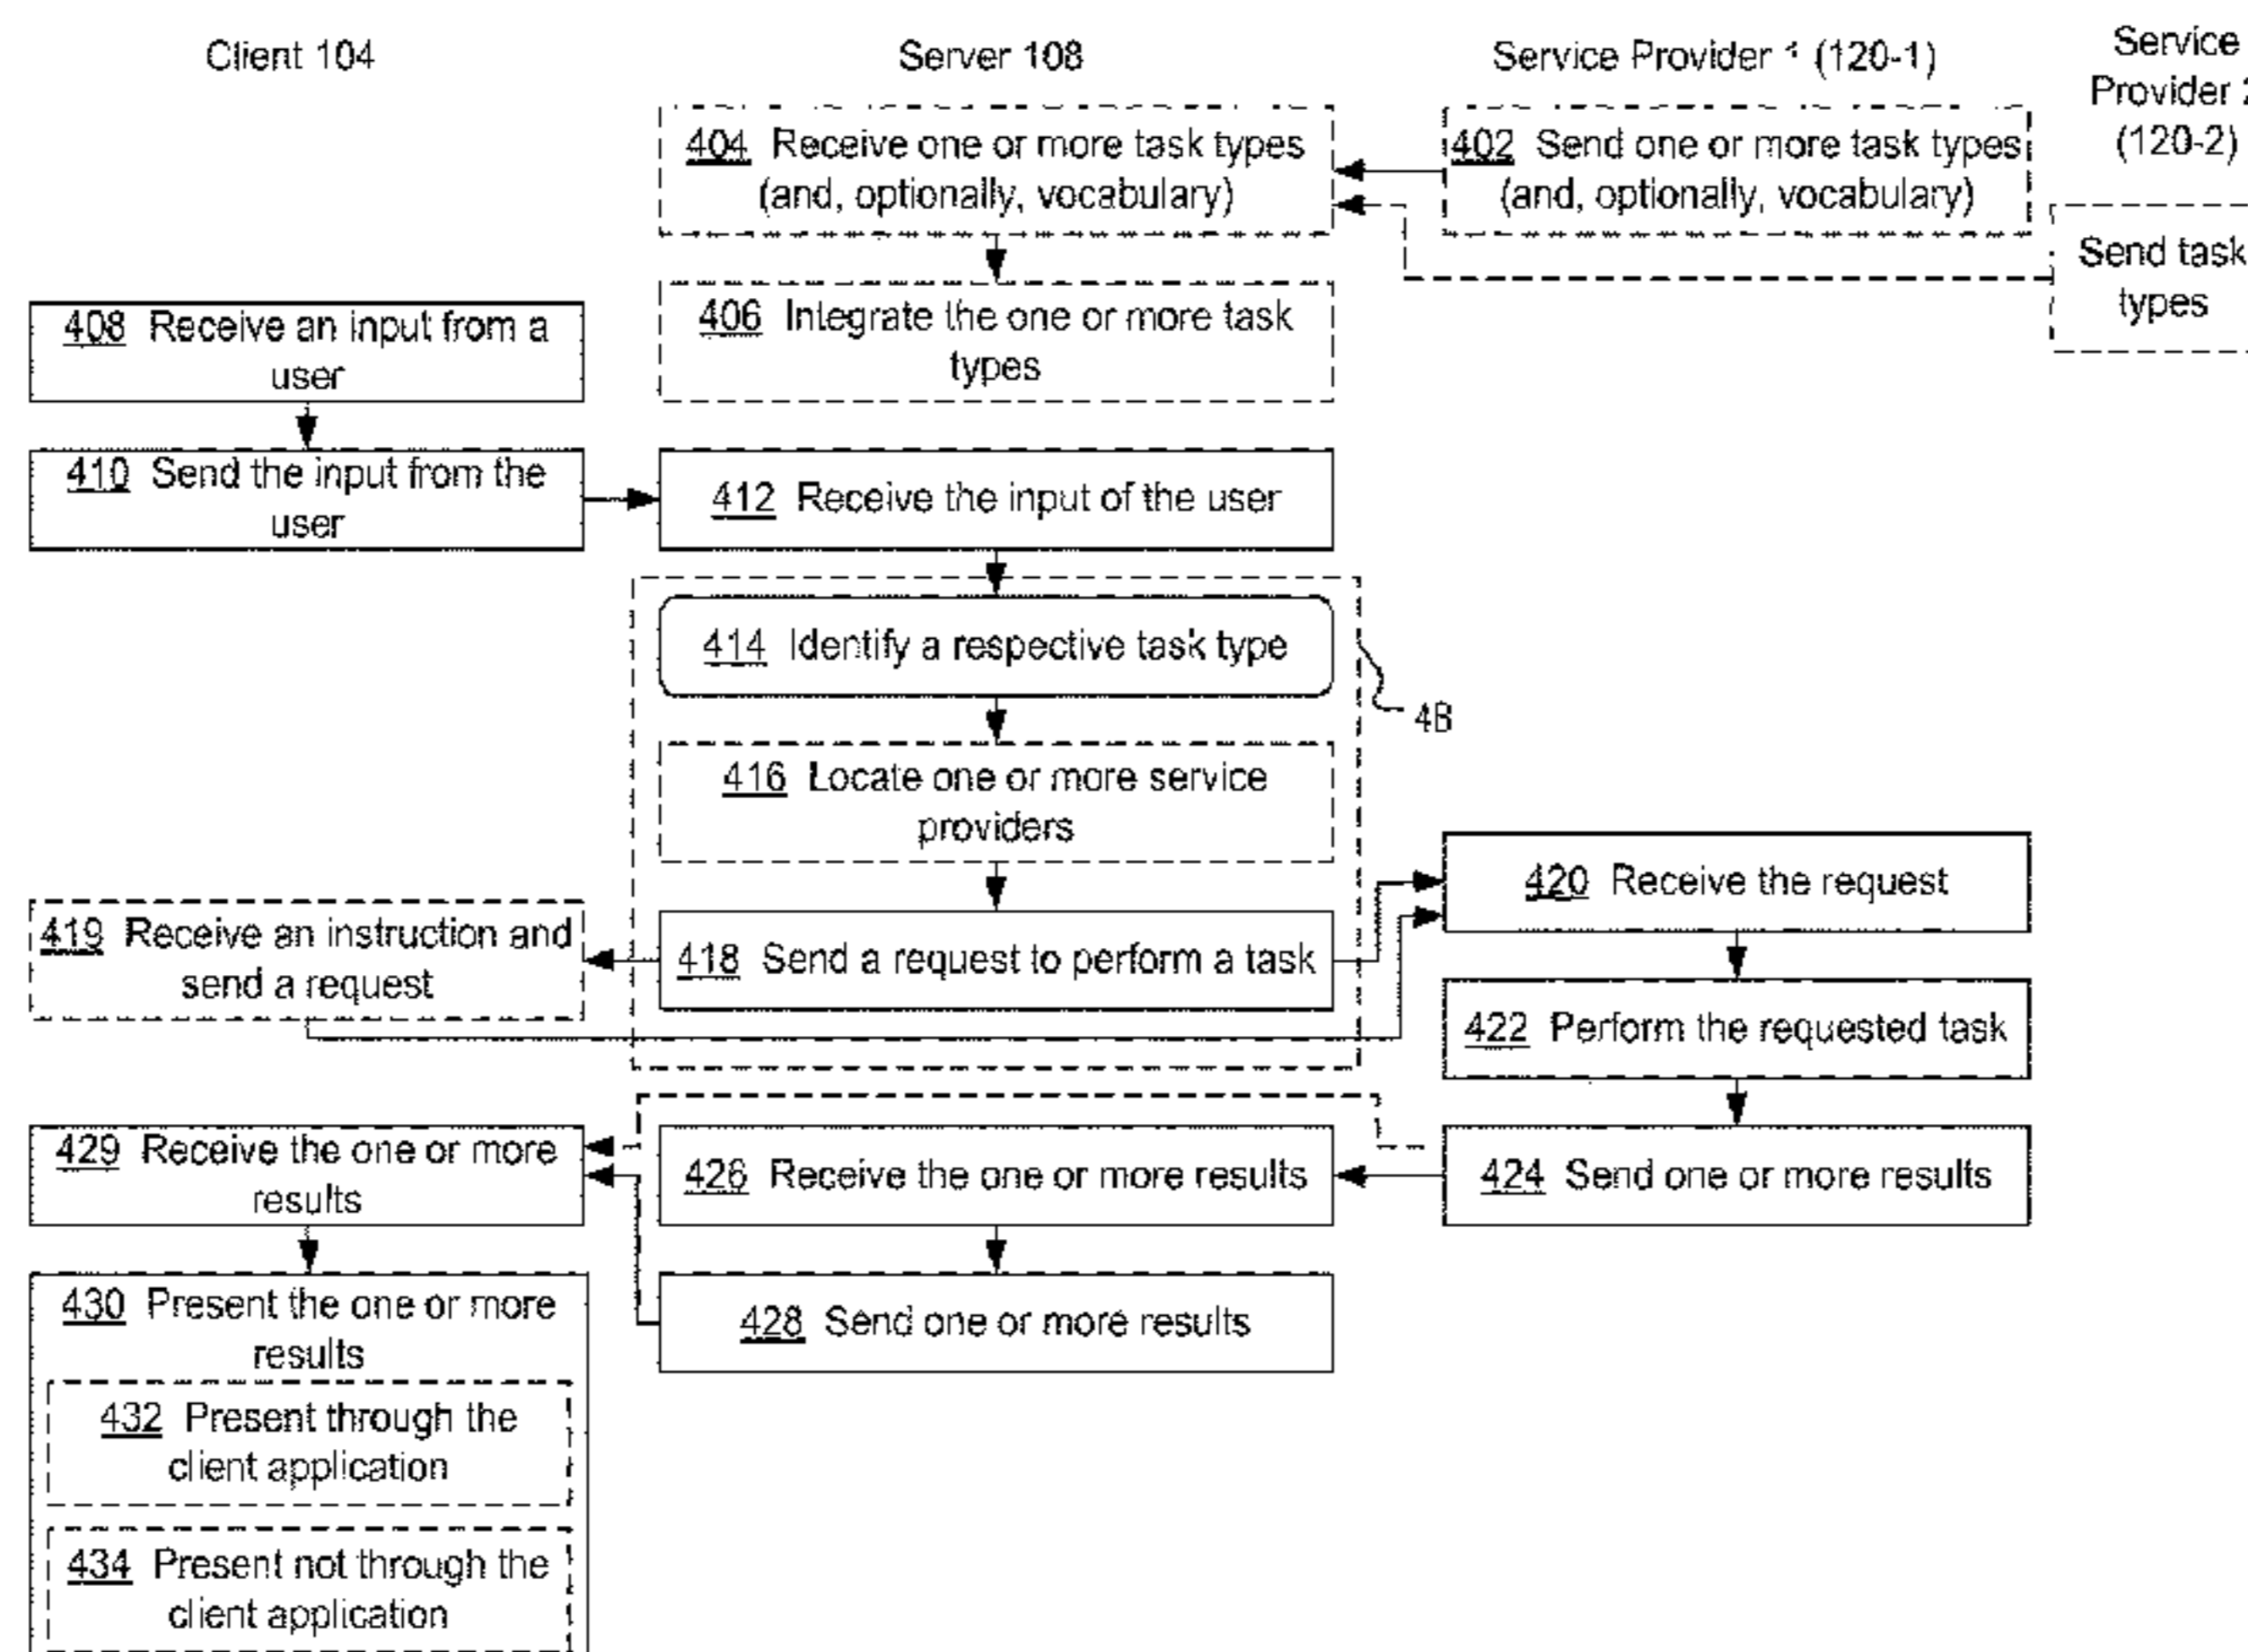 Client 104
Server 108
Service Provider 1 (120-1)
Service
Provider 2
(120-2)
404 Receive one or more task types
(and, optionally, vocabulary)
402 Send one or more task types
(and, optionally, vocabulary)
Send task
types
406 Integrate the one or more task
types
408 Receive an input from a
user
410 Send the input from the
user
412 Receive the input of the user
414 Identify a respective task type
4B
416 Locate one or more service
providers
420 Receive the request
419 Receive an instruction and
send a request
418 Send a request to perform a task
422 Perform the requested task
429 Receive the one or more
results
426 Receive the one or more results
424 Send one or more results
430 Present the one or more
results
428 Send one or more results
432 Present through the
client application
434 Present not through the
client application